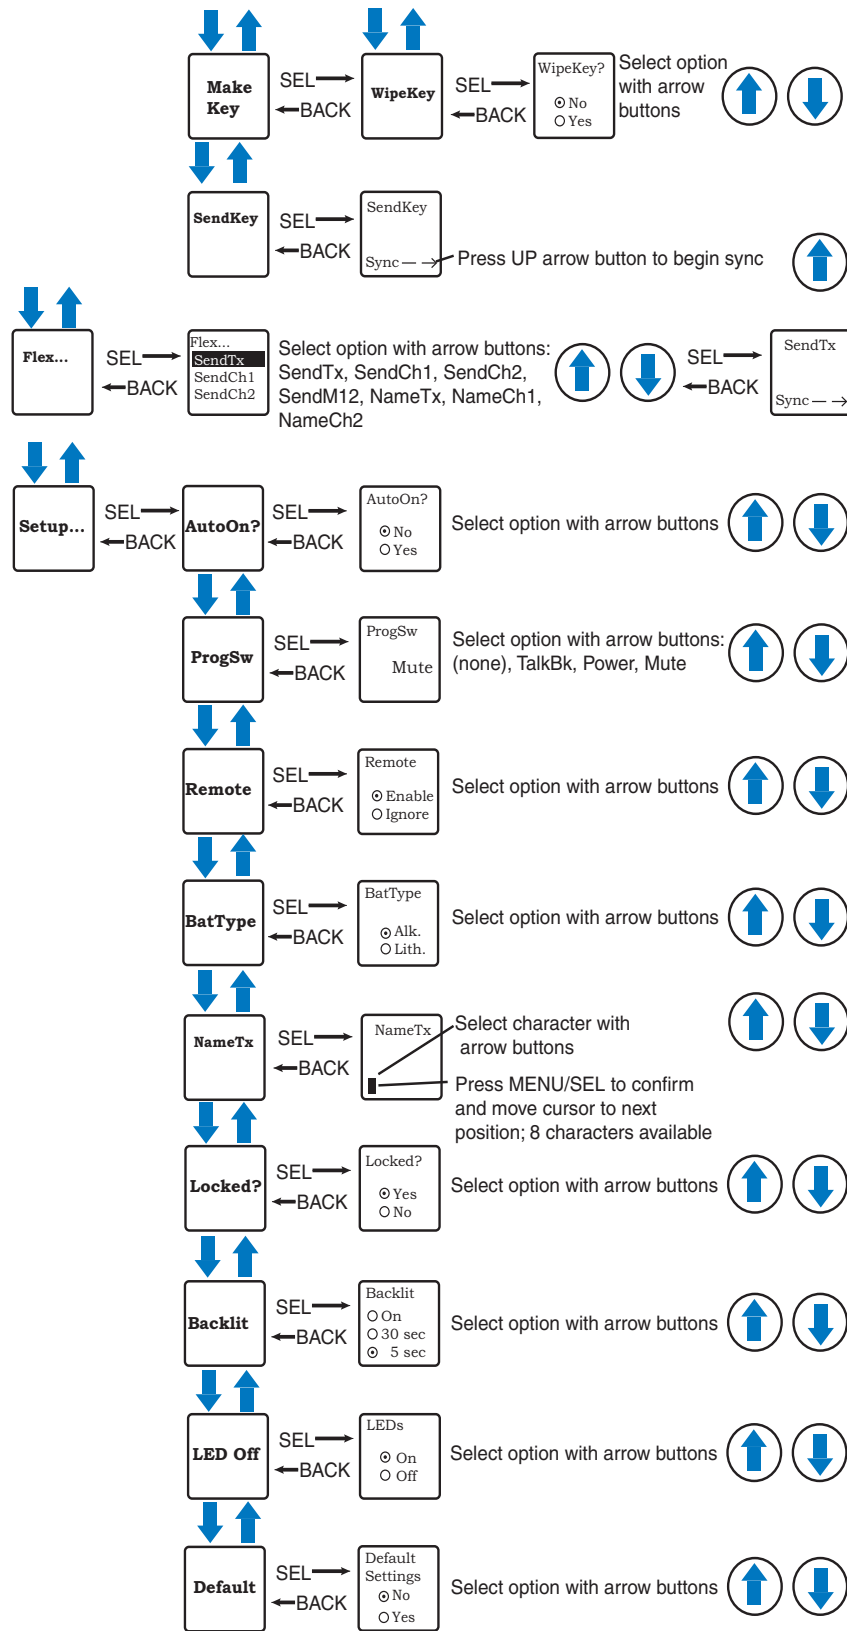 Make
Key
SEL
BACK
WipeKey
SEL
BACK
WipeKey?
No
Yes
Select option
with arrow
buttons
SendKey
SEL
BACK
SendKey
Sync
Press UP arrow button to begin sync
Flex...
SEL
BACK
Flex...
SendTx
SendCh1
SendCh2
Select option with arrow buttons:
SendTx, SendCh1, SendCh2,
SendM12, NameTx, NameCh1,
NameCh2
SEL
BACK
SendTx
Sync
Setup...
SEL
BACK
AutoOn?
SEL
BACK
AutoOn?
No
Yes
Select option with arrow buttons
ProgSw
SEL
BACK
ProgSw
Mute
Select option with arrow buttons:
(none), TalkBk, Power, Mute
Remote
SEL
BACK
Remote
Enable
Ignore
Select option with arrow buttons
BatType
SEL
BACK
BatType
Alk.
Lith.
Select option with arrow buttons
NameTx
SEL
BACK
NameTx
Select character with
arrow buttons
Press MENU/SEL to confirm
and move cursor to next
position; 8 characters available
Locked?
SEL
BACK
Locked?
Yes
No
Select option with arrow buttons
Backlit
SEL
BACK
Backlit
On
30 sec
5 sec
Select option with arrow buttons
LED Off
SEL
BACK
LEDs
On
Off
Select option with arrow buttons
Default
SEL
BACK
Default
Settings
No
Yes
Select option with arrow buttons